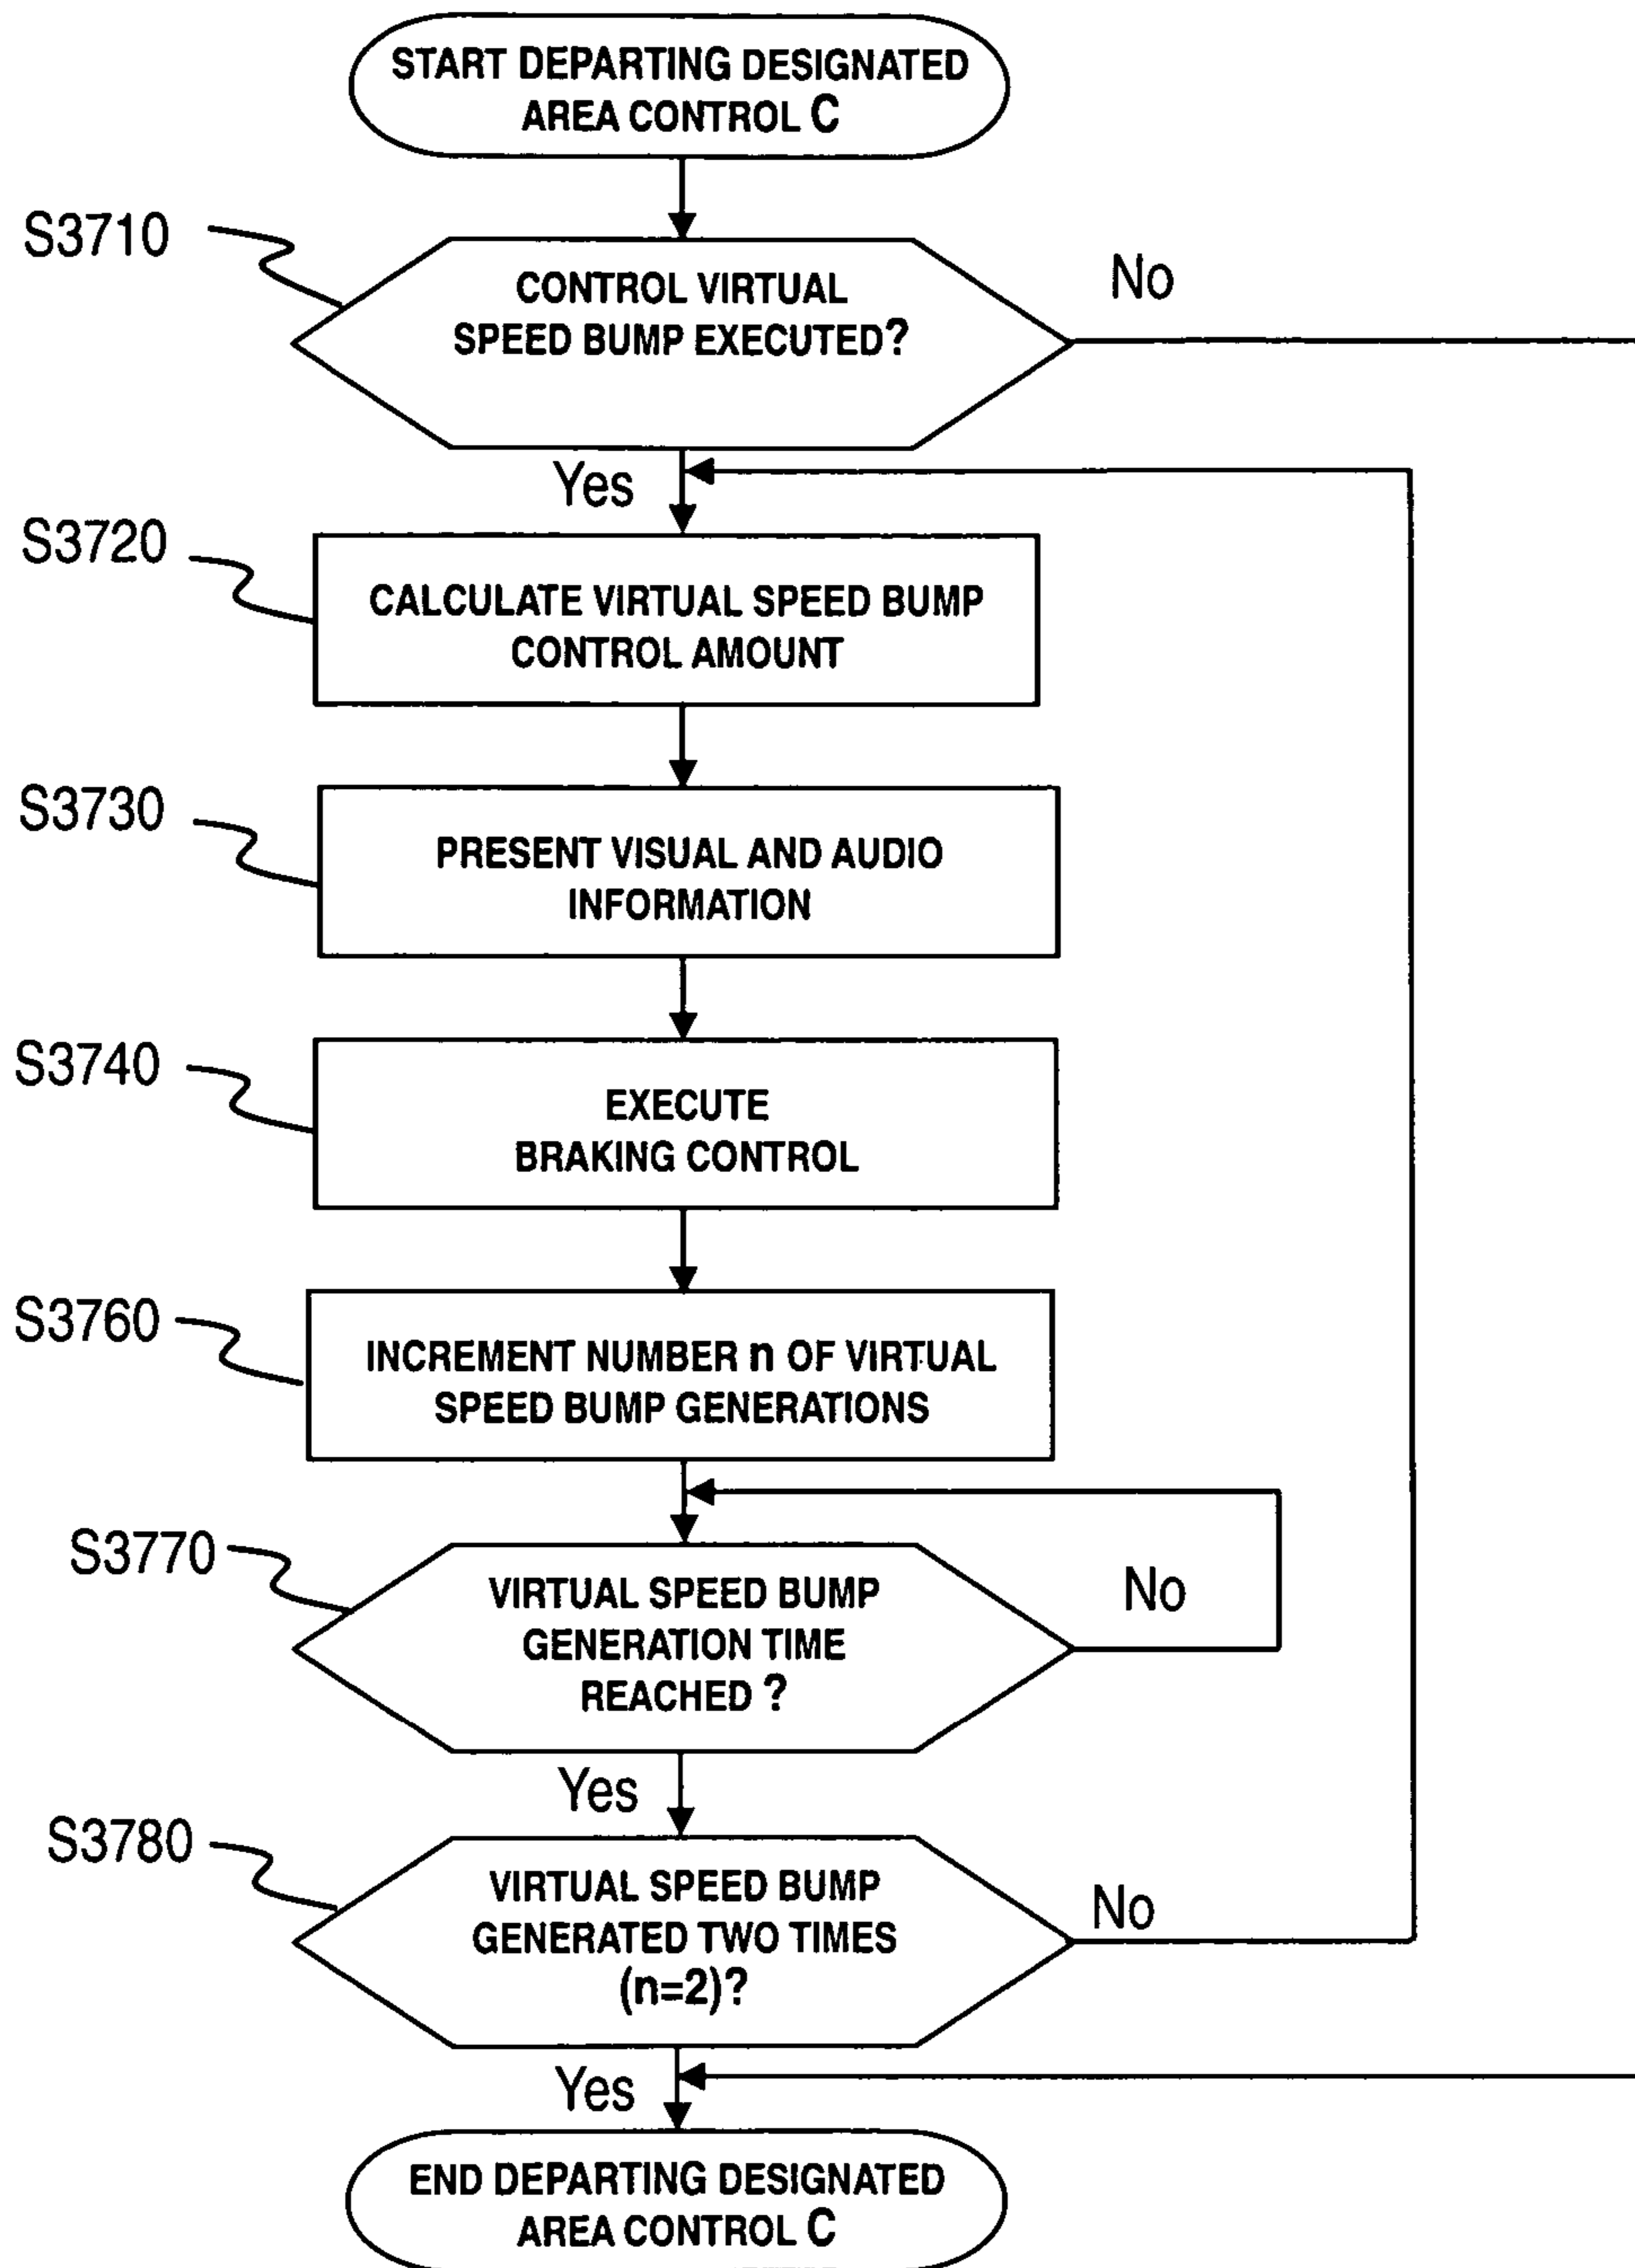 START DEPARTING DESIGNATED
AREA CONTROL C
S3710
CONTROL VIRTUAL
SPEED BUMP EXECUTED?
No
Yes
S3720
CALCULATE VIRTUAL SPEED BUMP
CONTROL AMOUNT
S3730
PRESENT VISUAL AND AUDIO
INFORMATION
S3740
EXECUTE
BRAKING CONTROL
S3760
INCREMENT NUMBER n OF VIRTUAL
SPEED BUMP GENERATIONS
S3770
VIRTUAL SPEED BUMP
GENERATION TIME
REACHED ?
No
Yes
S3780
VIRTUAL SPEED BUMP
GENERATED TWO TIMES
(n=2)?
No
Yes
END DEPARTING DESIGNATED
AREA CONTROL C